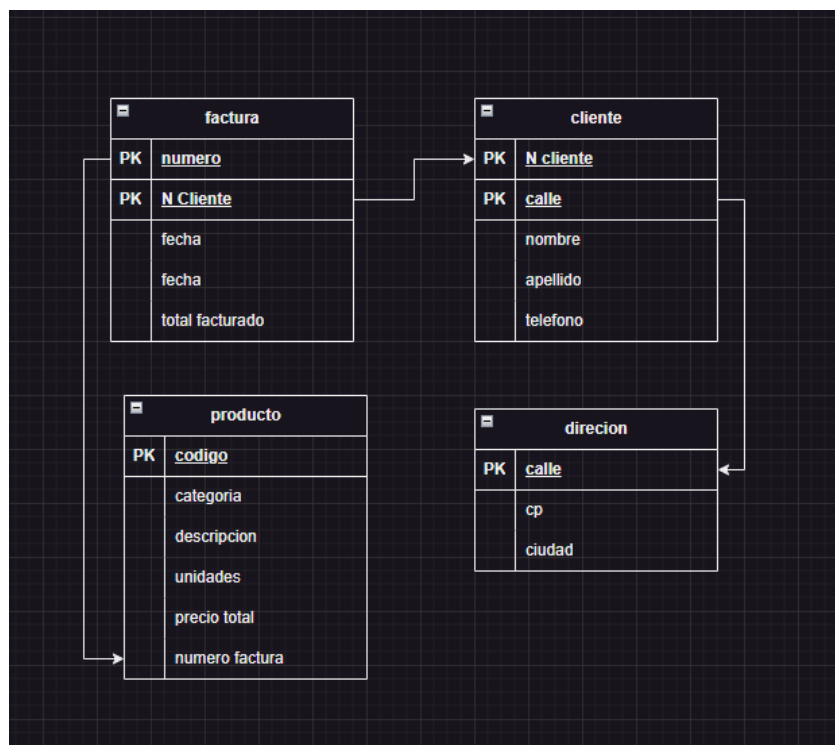 factura
PK numero
PK N Cliente
fecha
fecha
total facturado
cliente
PK N cliente
PK calle
nombre
apellido
telefono
producto
PK codigo
categoria
descripcion
unidades
precio total
numero factura
direcion
PK calle
cp
ciudad